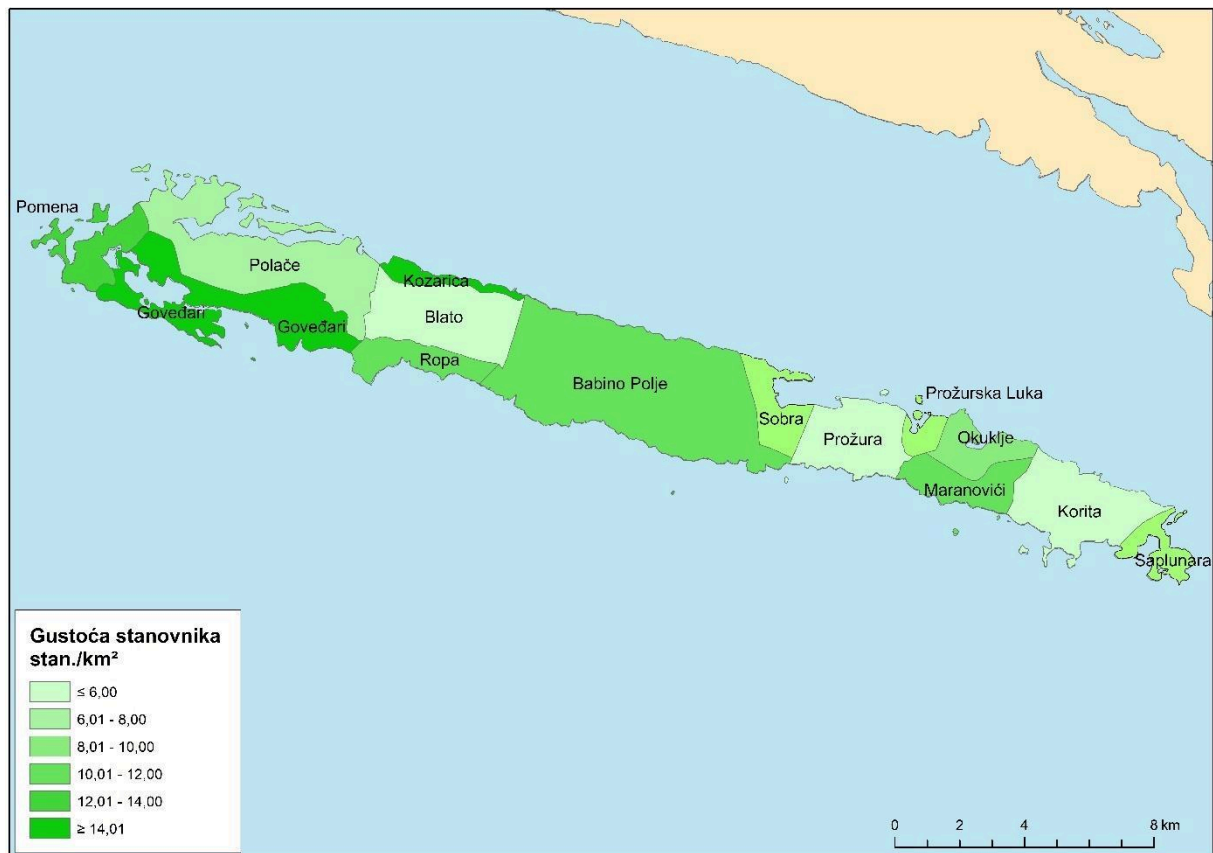 Pomena
Polače
Kozarica
Goveđari
Goveđari
Blato
Ropa
Babino Polje
Sobra
Prožurska Luka
Prožura
Okuklje
Maranovići
Korita
Saplunara
Gustoća stanovnika
stan./km²
≤ 6,00
6,01 - 8,00
8,01 - 10,00
10,01 - 12,00
12,01 - 14,00
≥ 14,01
0 2 4 8 km